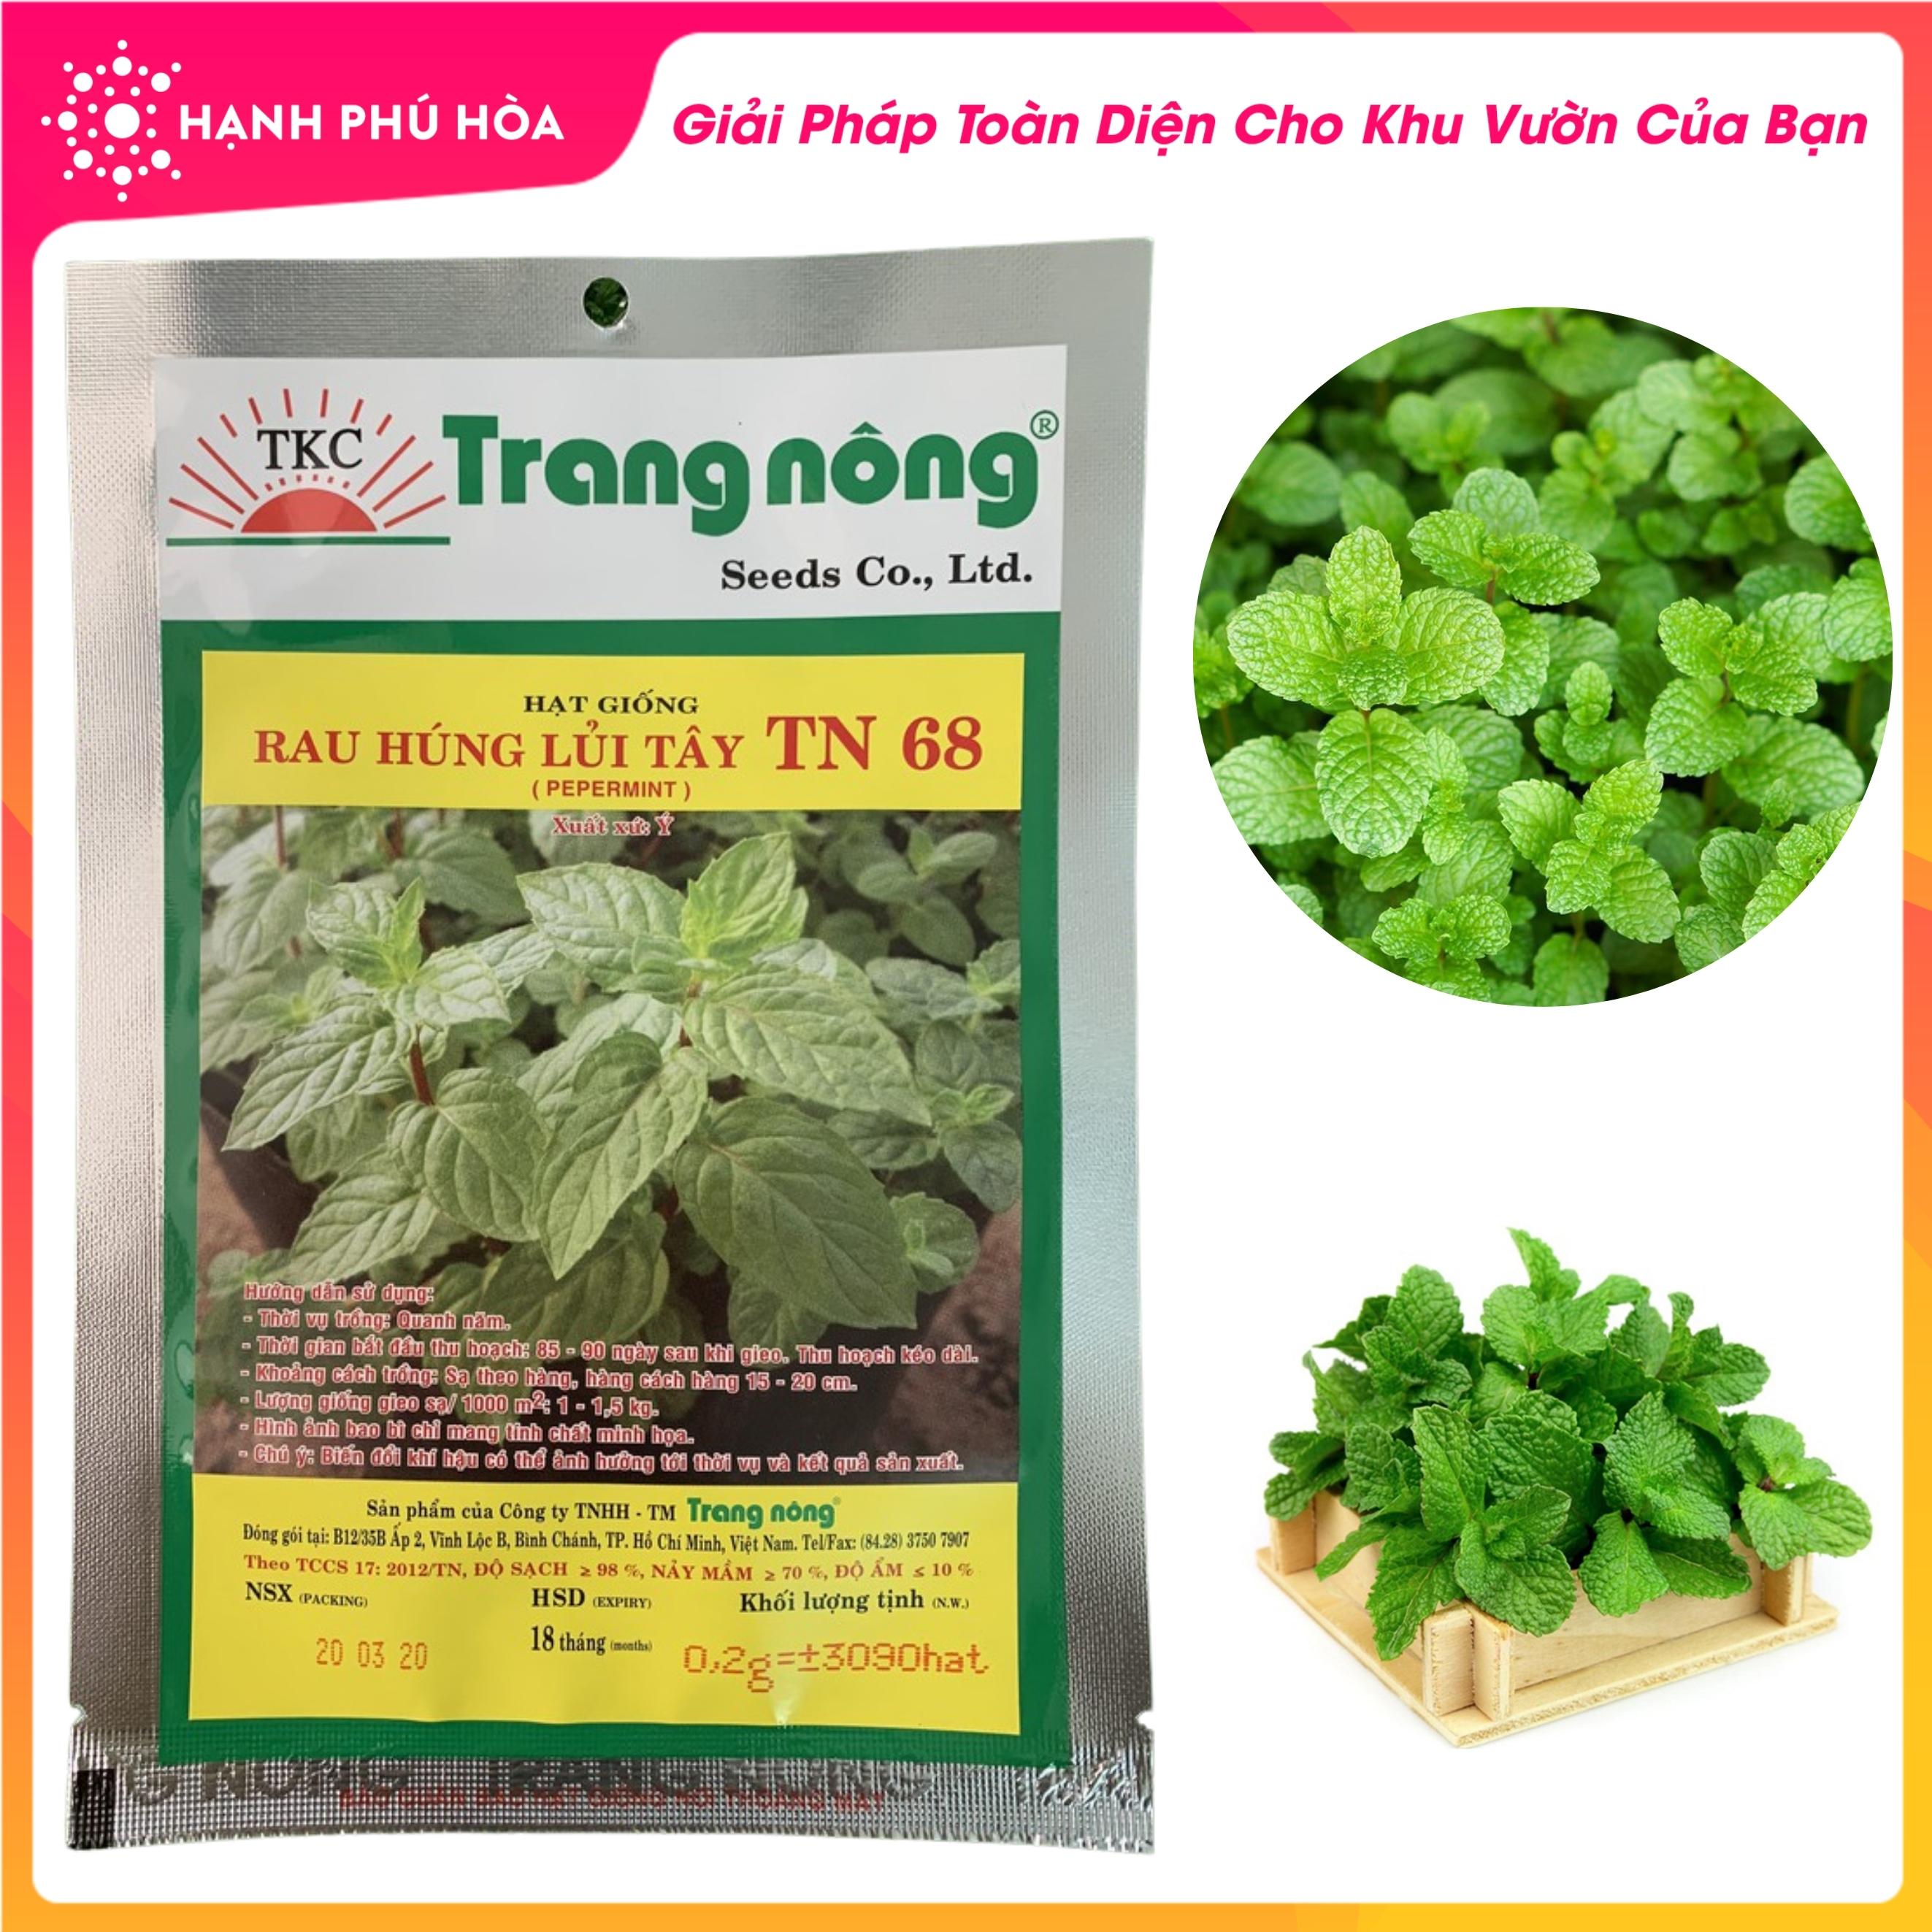 HẠNH PHÚ HÒA
Giải Pháp Toàn Diện Cho Khu Vườn Của Bạn
TKC
Trang nông®
Seeds Co., Ltd.
HẠT GIỐNG
RAU HÚNG LỦI TÂY TN 68
( PEPERMINT )
Xuất xứ: Ý
Hướng dẫn sử dụng:
- Thời vụ trồng: Quanh năm.
- Thời gian bắt đầu thu hoạch: 85 - 90 ngày sau khi gieo. Thu hoạch kéo dài.
- Khoảng cách trồng: Sạ theo hàng, hàng cách hàng 15 - 20 cm.
- Lượng giống gieo sạ/ 1000 m²: 1 - 1,5 kg.
- Hình ảnh bao bì chỉ mang tính chất minh họa.
- Chú ý: Biến đổi khí hậu có thể ảnh hưởng tới thời vụ và kết quả sản xuất.
Sản phẩm của Công ty TNHH - TM Trang nông®
Đóng gói tại: B12/35B Ấp 2, Vĩnh Lộc B, Bình Chánh, TP. Hồ Chí Minh, Việt Nam. Tel/Fax: (84.28) 3750 7907
Theo TCCS 17: 2012/TN, ĐỘ SẠCH ≥ 98 %, NẢY MẦM ≥ 70 %, ĐỘ ẨM ≤ 10 %
NSX (PACKING) HSD (EXPIRY) Khối lượng tịnh (N.W.)
20 03 20 18 tháng (months) 0,2g=±3090hat
NÔNG TRANG NÔNG